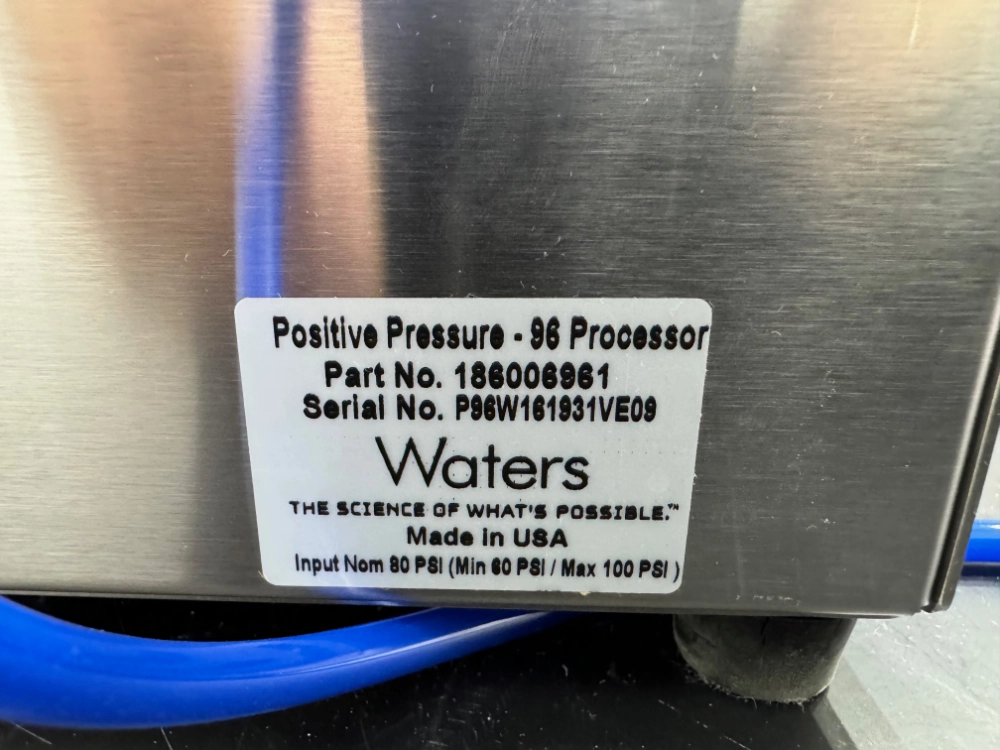 Positive Pressure - 96 Processor
Part No. 186006961
Serial No. P96W161931VE09
Waters
THE SCIENCE OF WHAT'S POSSIBLE.™
Made in USA
Input Nom 80 PSI (Min 60 PSI / Max 100 PSI )